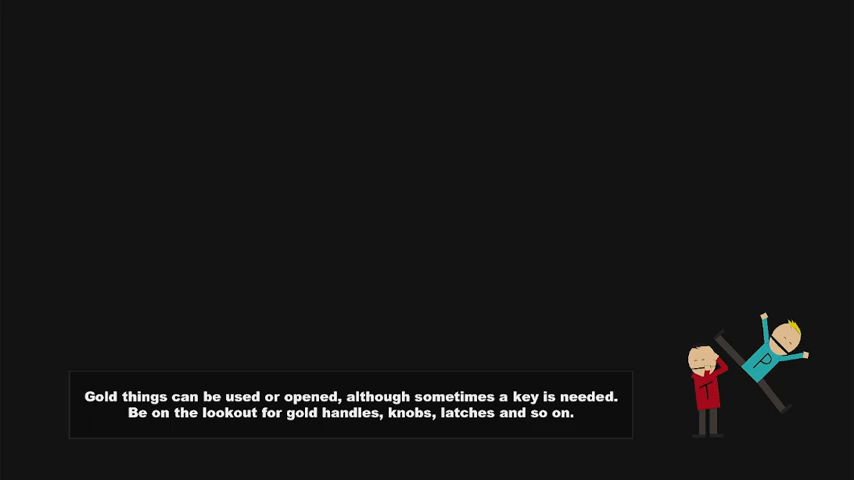 Gold things can be used or opened, although sometimes a key is needed.
Be on the lookout for gold handles, knobs, latches and so on.
T
P